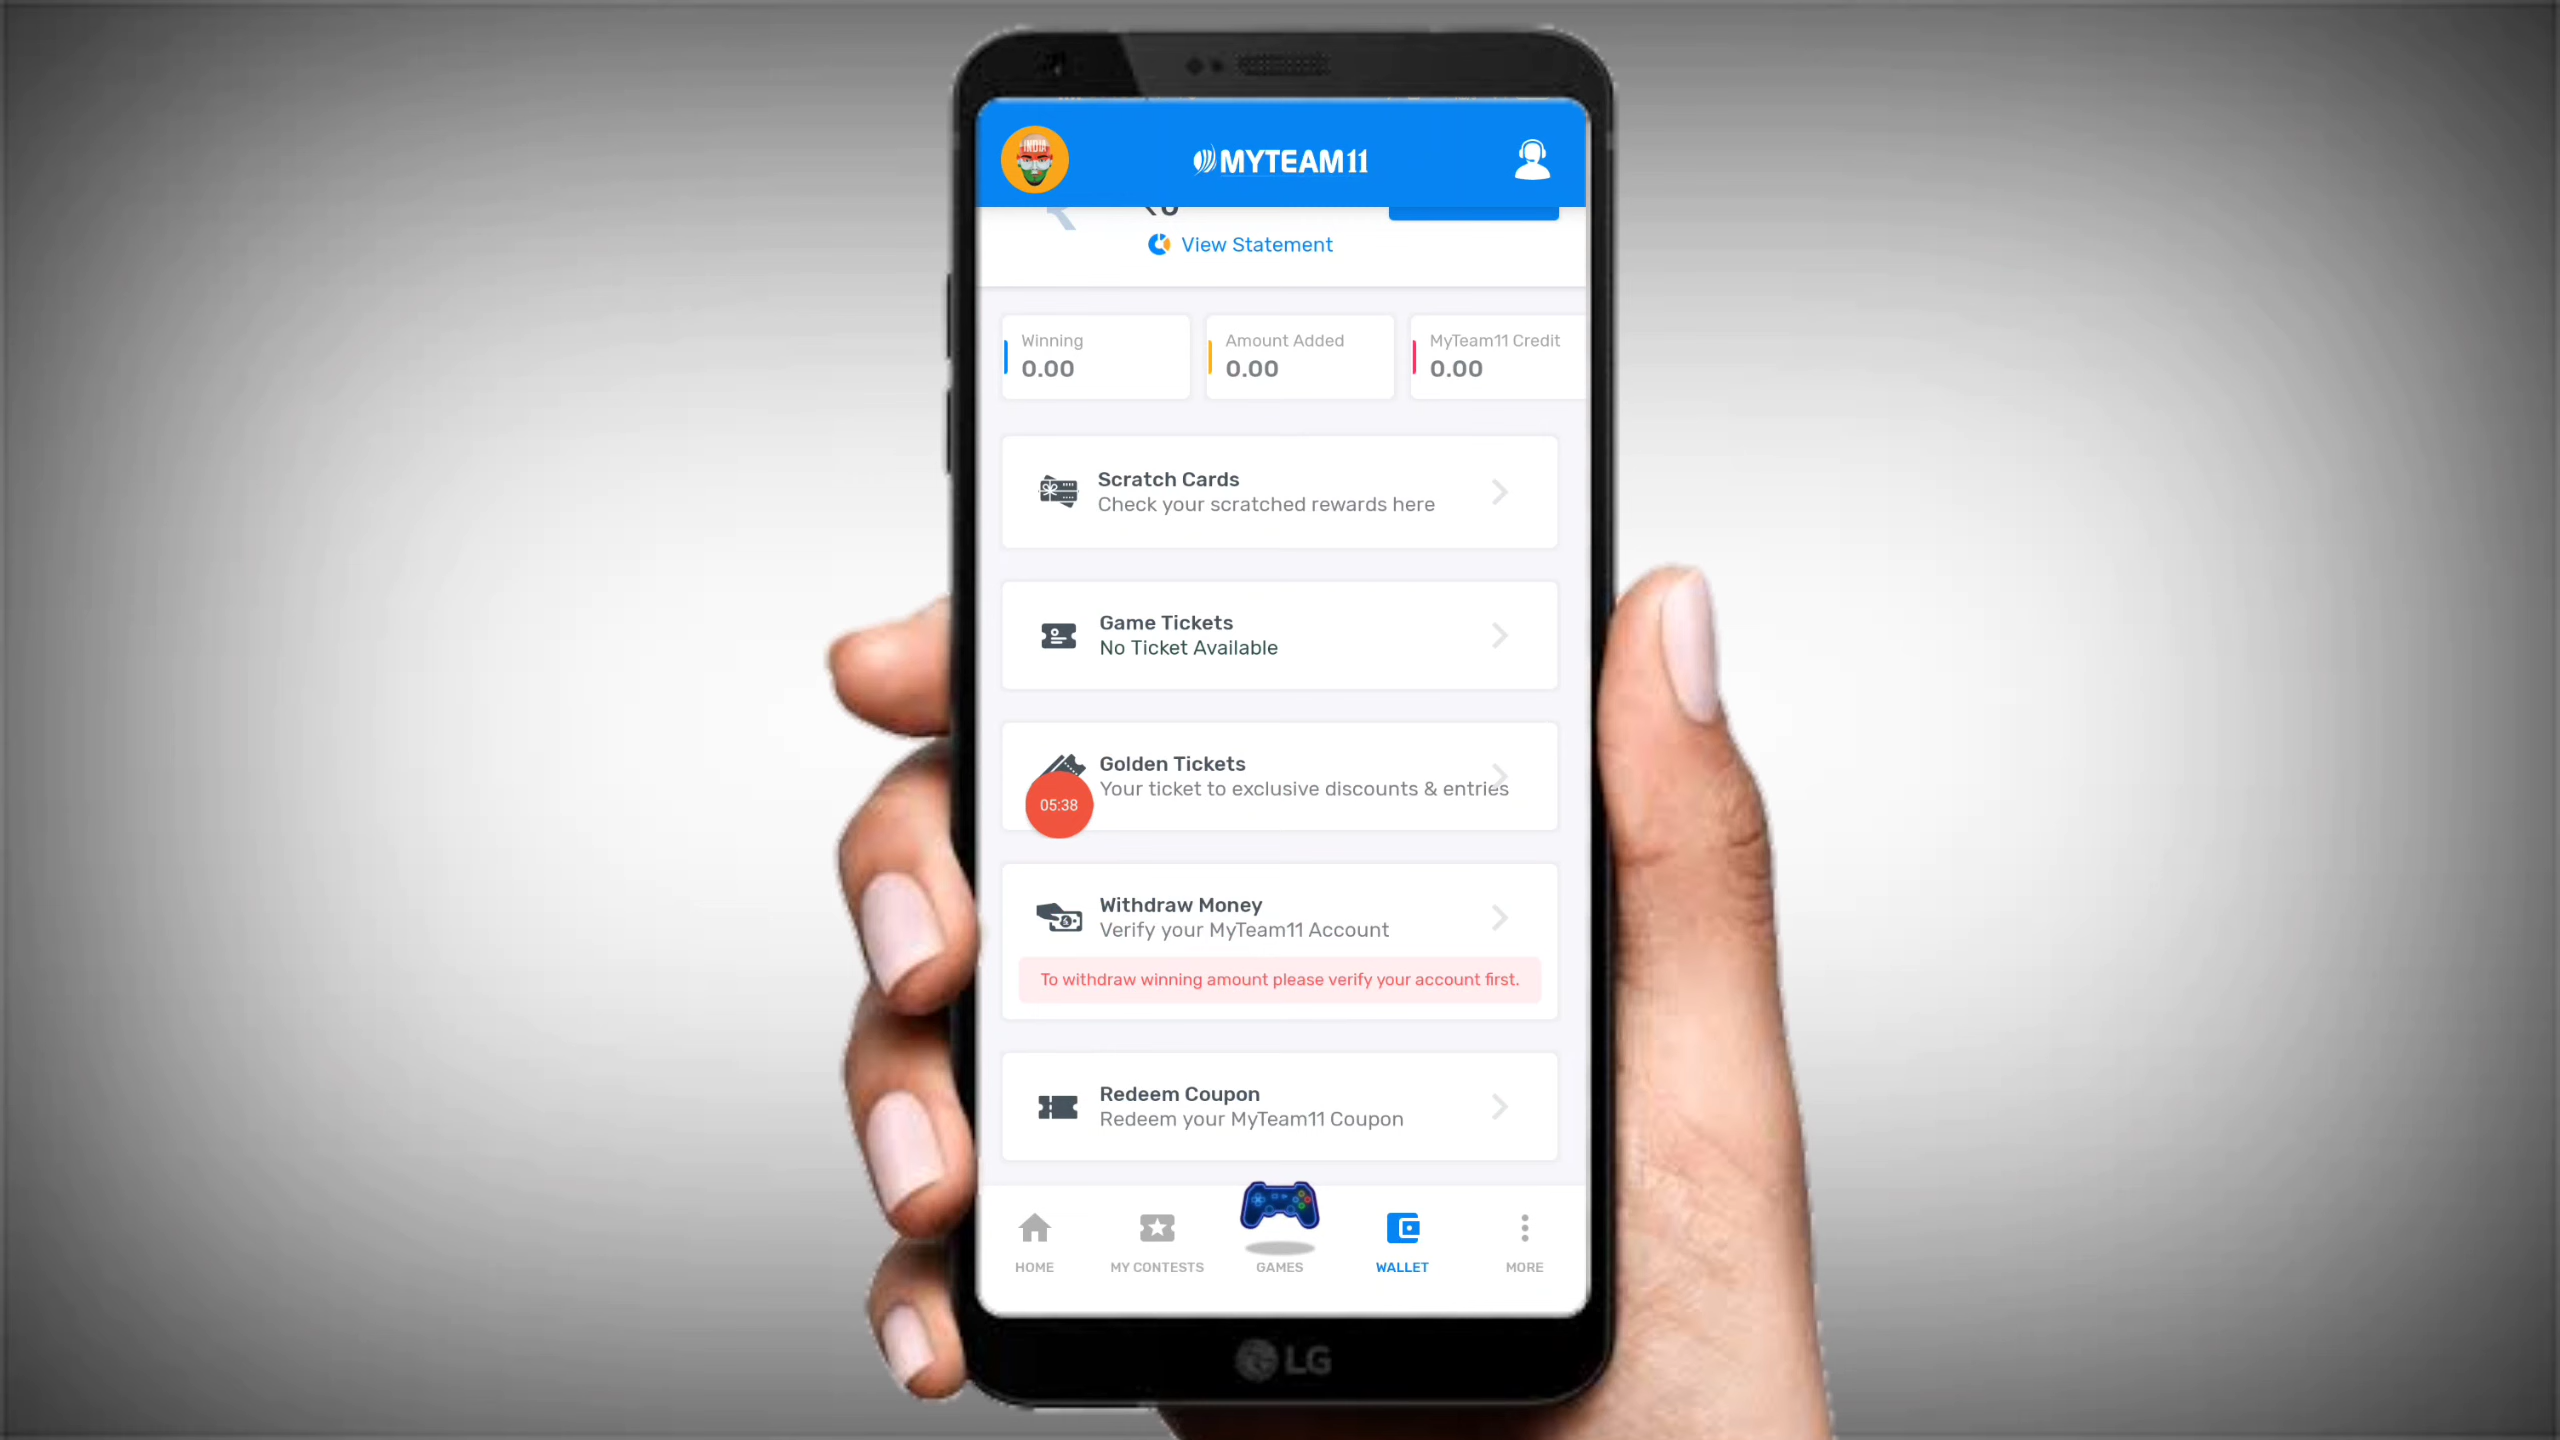 INDIA
MYTEAM11
View Statement
Winning
0.00
Amount Added
0.00
MyTeam11 Credit
0.00
Scratch Cards
Check your scratched rewards here
Game Tickets
No Ticket Available
Golden Tickets
Your ticket to exclusive discounts & entries
05:38
Withdraw Money
Verify your MyTeam11 Account
To withdraw winning amount please verify your account first.
Redeem Coupon
Redeem your MyTeam11 Coupon
HOME
MY CONTESTS
GAMES
WALLET
MORE
LG